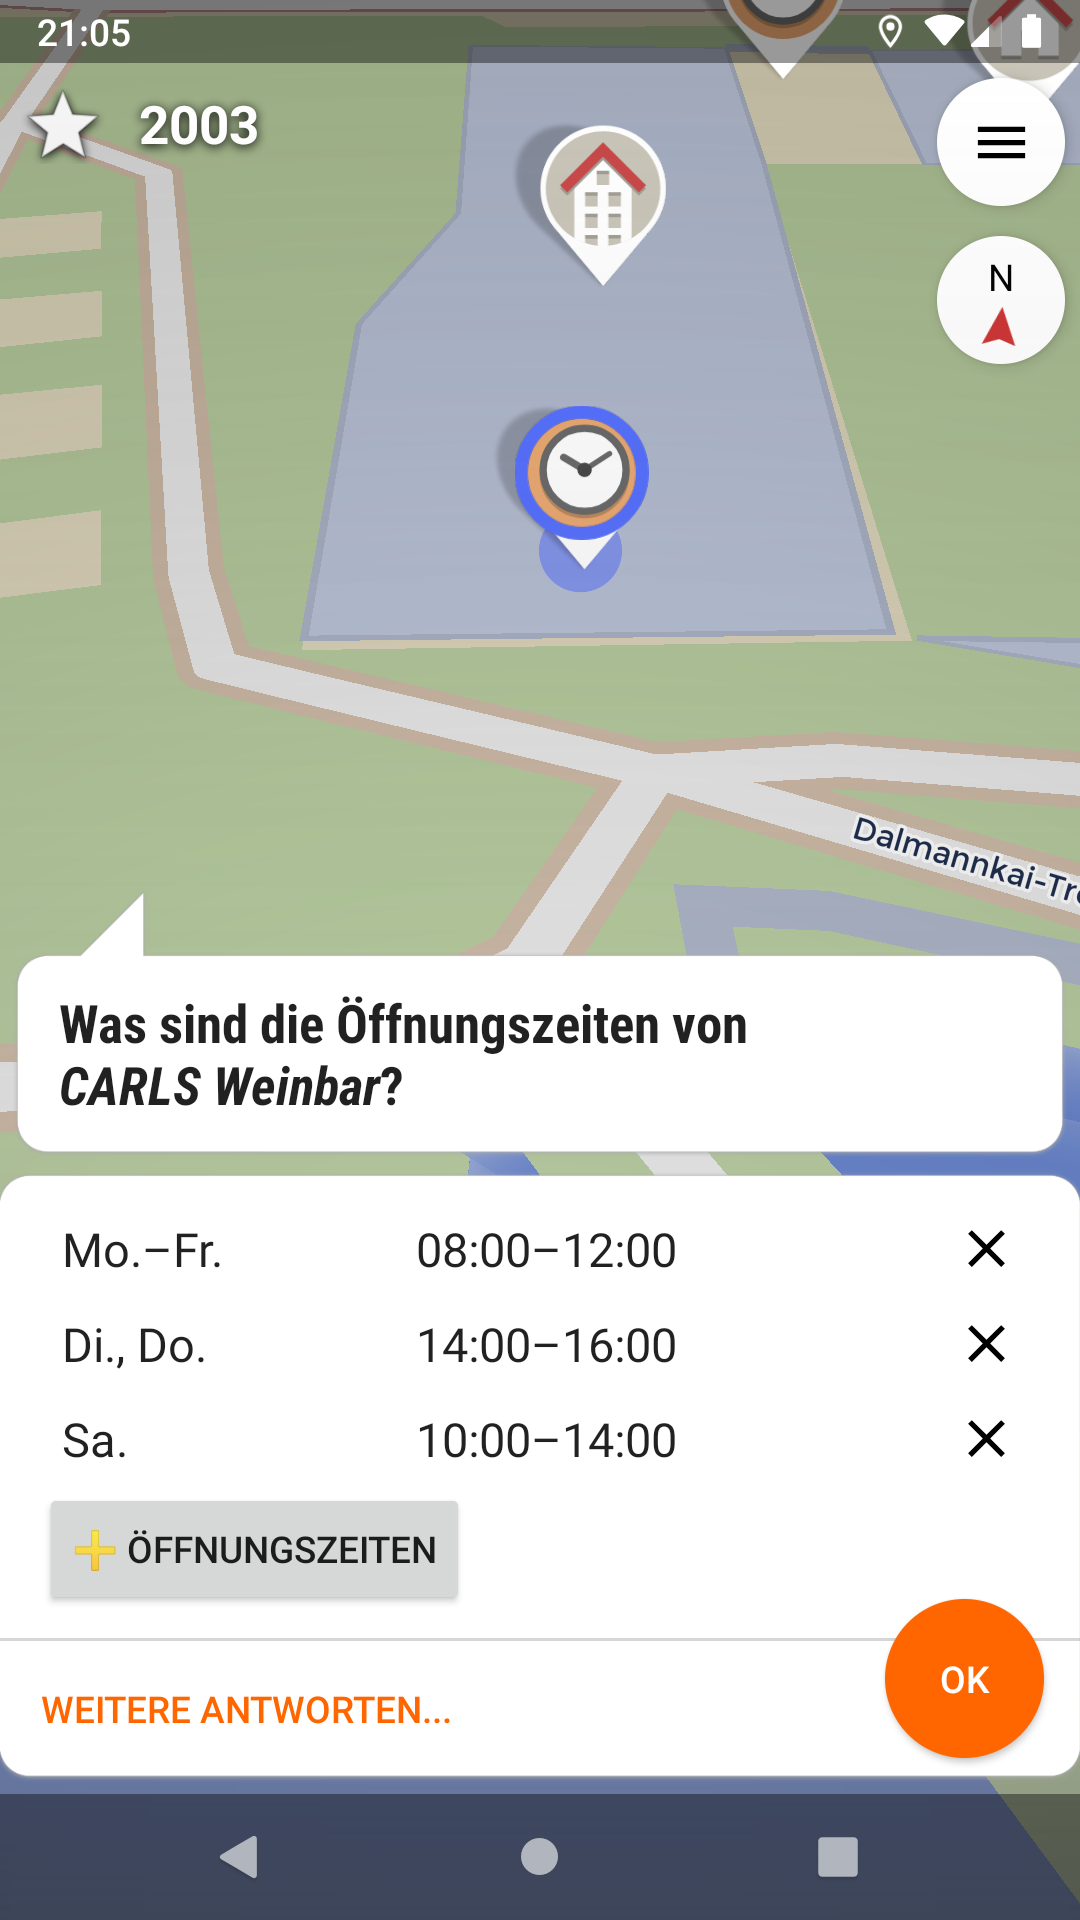 21:05
2003
N
Dalmannkai-Tre
Was sind die Öffnungszeiten von
CARLS Weinbar?
Mo.–Fr. 08:00–12:00
Di., Do. 14:00–16:00
Sa. 10:00–14:00
ÖFFNUNGSZEITEN
OK
WEITERE ANTWORTEN...